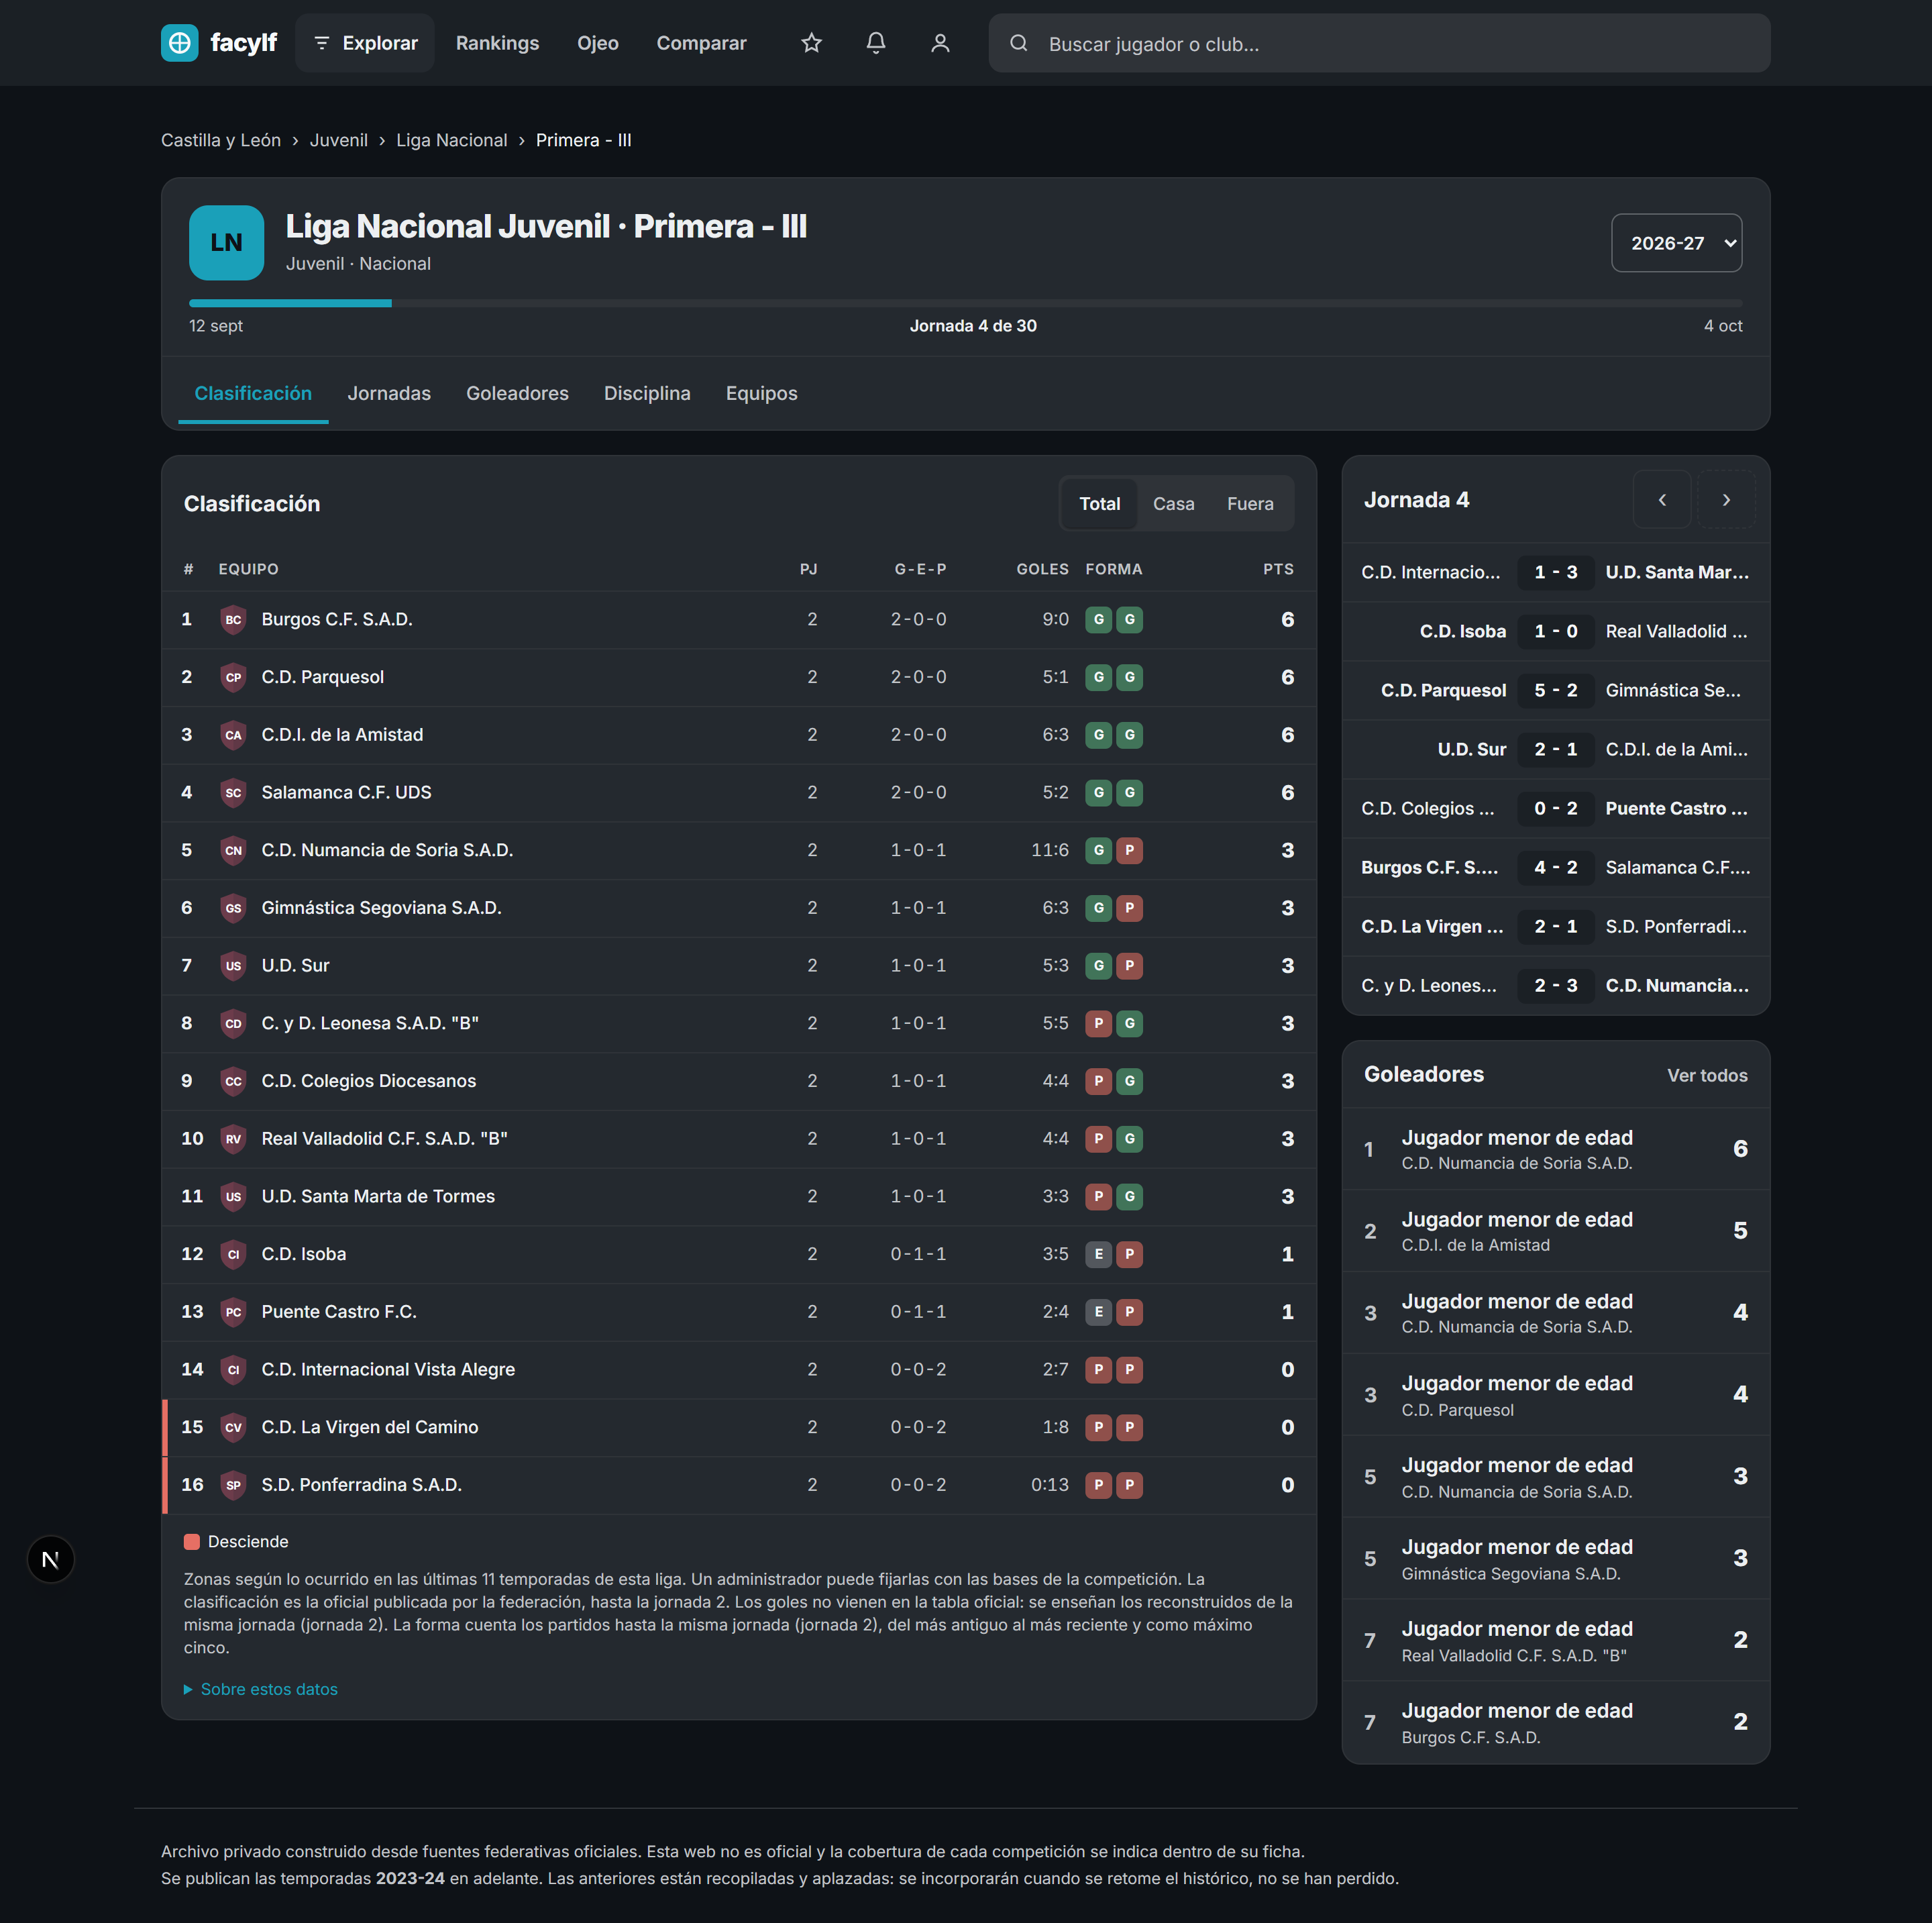 facylf
Explorar
Rankings
Ojeo
Comparar
Buscar jugador o club...
Castilla y León › Juvenil › Liga Nacional › Primera - III
LN
Liga Nacional Juvenil · Primera - III
Juvenil · Nacional
2026-27
12 sept
Jornada 4 de 30
4 oct
Clasificación
Jornadas
Goleadores
Disciplina
Equipos
Clasificación
Total
Casa
Fuera
# EQUIPO PJ G-E-P GOLES FORMA PTS
1 BC Burgos C.F. S.A.D. 2 2-0-0 9:0 G G 6
2 CP C.D. Parquesol 2 2-0-0 5:1 G G 6
3 CA C.D.I. de la Amistad 2 2-0-0 6:3 G G 6
4 SC Salamanca C.F. UDS 2 2-0-0 5:2 G G 6
5 CN C.D. Numancia de Soria S.A.D. 2 1-0-1 11:6 G P 3
6 GS Gimnástica Segoviana S.A.D. 2 1-0-1 6:3 G P 3
7 US U.D. Sur 2 1-0-1 5:3 G P 3
8 CD C. y D. Leonesa S.A.D. "B" 2 1-0-1 5:5 P G 3
9 CC C.D. Colegios Diocesanos 2 1-0-1 4:4 P G 3
10 RV Real Valladolid C.F. S.A.D. "B" 2 1-0-1 4:4 P G 3
11 US U.D. Santa Marta de Tormes 2 1-0-1 3:3 P G 3
12 CI C.D. Isoba 2 0-1-1 3:5 E P 1
13 PC Puente Castro F.C. 2 0-1-1 2:4 E P 1
14 CI C.D. Internacional Vista Alegre 2 0-0-2 2:7 P P 0
15 CV C.D. La Virgen del Camino 2 0-0-2 1:8 P P 0
16 SP S.D. Ponferradina S.A.D. 2 0-0-2 0:13 P P 0
Desciende
Zonas según lo ocurrido en las últimas 11 temporadas de esta liga. Un administrador puede fijarlas con las bases de la competición. La
clasificación es la oficial publicada por la federación, hasta la jornada 2. Los goles no vienen en la tabla oficial: se enseñan los reconstruidos de la
misma jornada (jornada 2). La forma cuenta los partidos hasta la misma jornada (jornada 2), del más antiguo al más reciente y como máximo
cinco.
▶ Sobre estos datos
Jornada 4
‹ ›
C.D. Internacio... 1 - 3 U.D. Santa Mar...
C.D. Isoba 1 - 0 Real Valladolid ...
C.D. Parquesol 5 - 2 Gimnástica Se...
U.D. Sur 2 - 1 C.D.I. de la Ami...
C.D. Colegios ... 0 - 2 Puente Castro ...
Burgos C.F. S.... 4 - 2 Salamanca C.F....
C.D. La Virgen ... 2 - 1 S.D. Ponferradi...
C. y D. Leones... 2 - 3 C.D. Numancia...
Goleadores
Ver todos
1 Jugador menor de edad 6
C.D. Numancia de Soria S.A.D.
2 Jugador menor de edad 5
C.D.I. de la Amistad
3 Jugador menor de edad 4
C.D. Numancia de Soria S.A.D.
3 Jugador menor de edad 4
C.D. Parquesol
5 Jugador menor de edad 3
C.D. Numancia de Soria S.A.D.
5 Jugador menor de edad 3
Gimnástica Segoviana S.A.D.
7 Jugador menor de edad 2
Real Valladolid C.F. S.A.D. "B"
7 Jugador menor de edad 2
Burgos C.F. S.A.D.
N
Archivo privado construido desde fuentes federativas oficiales. Esta web no es oficial y la cobertura de cada competición se indica dentro de su ficha.
Se publican las temporadas 2023-24 en adelante. Las anteriores están recopiladas y aplazadas: se incorporarán cuando se retome el histórico, no se han perdido.